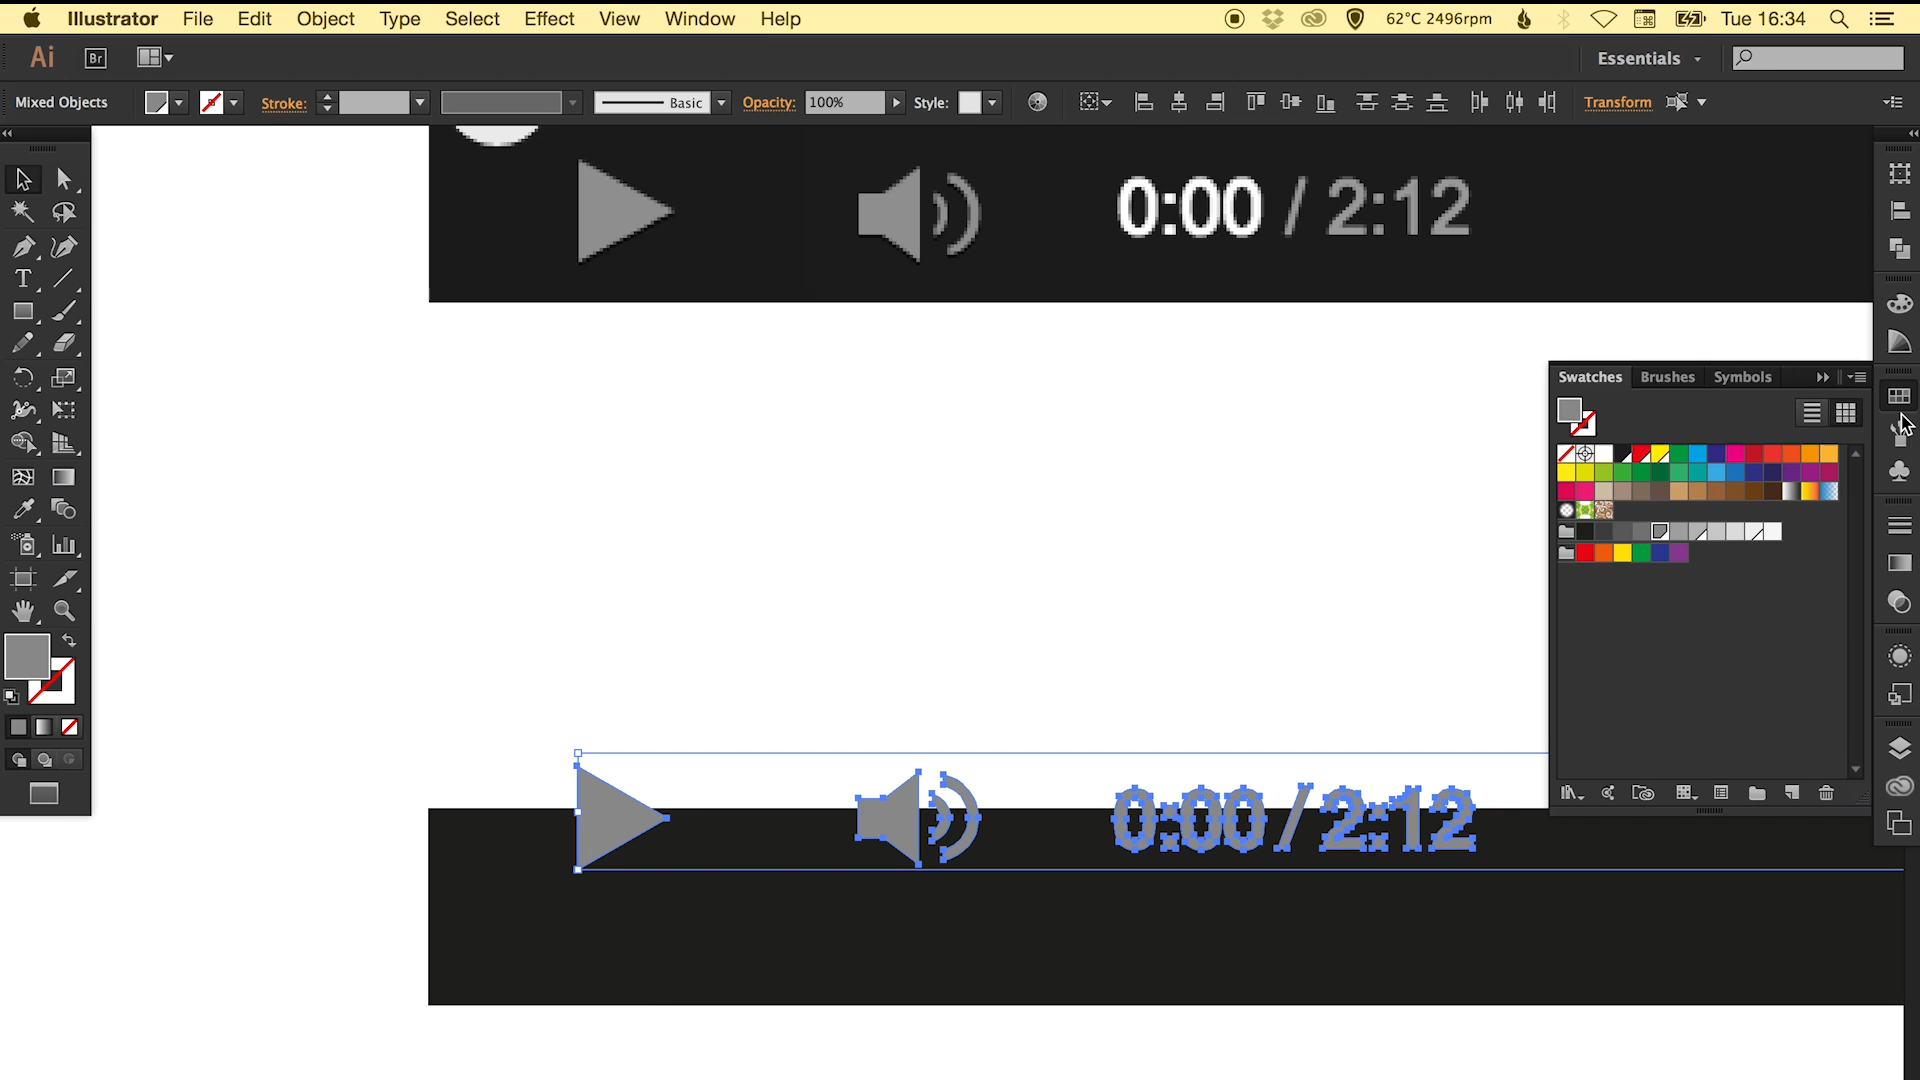 Illustrator File Edit Object Type Select Effect View Window Help 62°C 2496rpm Tue 16:34
Ai Br Essentials
Mixed Objects Stroke: Basic Opacity: 100% Style: Transform
0:00 / 2:12
Swatches Brushes Symbols
T
0:00 / 2:12